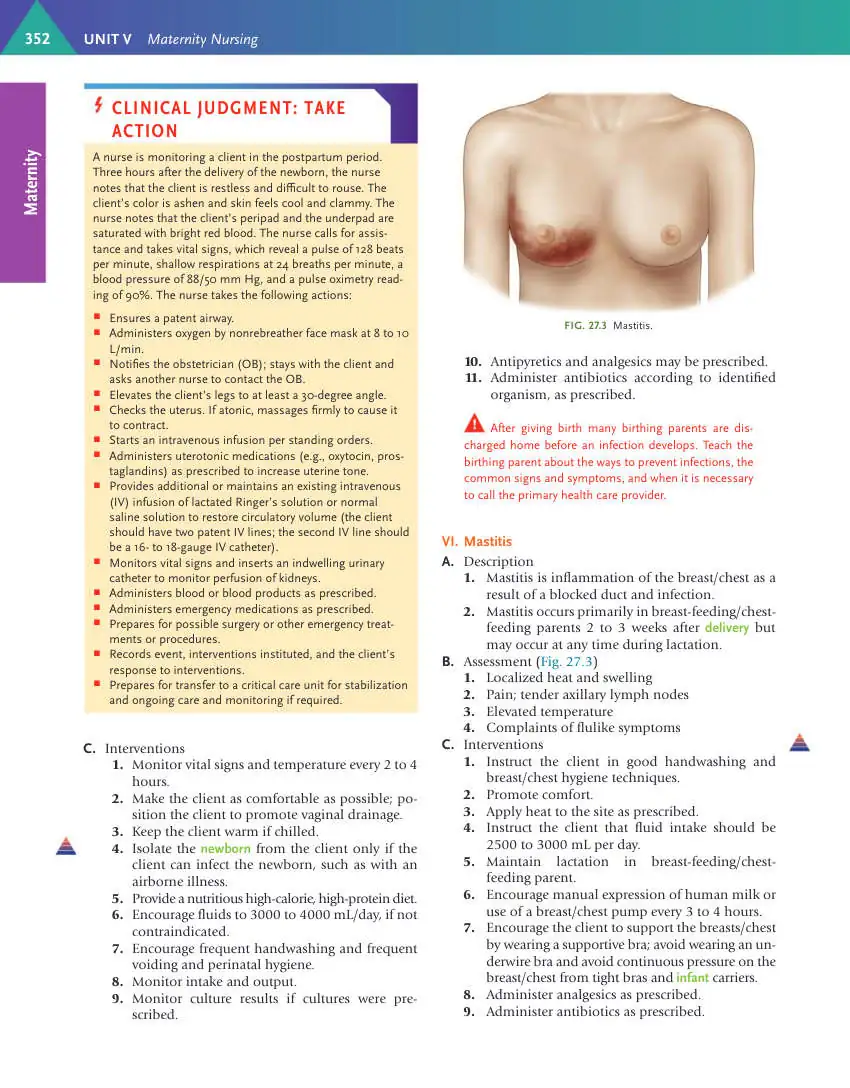 352
UNIT V Maternity Nursing
Maternity
CLINICAL JUDGMENT: TAKE
ACTION
A nurse is monitoring a client in the postpartum period.
Three hours after the delivery of the newborn, the nurse
notes that the client is restless and difficult to rouse. The
client's color is ashen and skin feels cool and clammy. The
nurse notes that the client's peripad and the underpad are
saturated with bright red blood. The nurse calls for assis-
tance and takes vital signs, which reveal a pulse of 128 beats
per minute, shallow respirations at 24 breaths per minute, a
blood pressure of 88/50 mm Hg, and a pulse oximetry read-
ing of 90%. The nurse takes the following actions:
▪ Ensures a patent airway.
▪ Administers oxygen by nonrebreather face mask at 8 to 10
L/min.
▪ Notifies the obstetrician (OB); stays with the client and
asks another nurse to contact the OB.
▪ Elevates the client's legs to at least a 30-degree angle.
▪ Checks the uterus. If atonic, massages firmly to cause it
to contract.
▪ Starts an intravenous infusion per standing orders.
▪ Administers uterotonic medications (e.g., oxytocin, pros-
taglandins) as prescribed to increase uterine tone.
▪ Provides additional or maintains an existing intravenous
(IV) infusion of lactated Ringer's solution or normal
saline solution to restore circulatory volume (the client
should have two patent IV lines; the second IV line should
be a 16- to 18-gauge IV catheter).
▪ Monitors vital signs and inserts an indwelling urinary
catheter to monitor perfusion of kidneys.
▪ Administers blood or blood products as prescribed.
▪ Administers emergency medications as prescribed.
▪ Prepares for possible surgery or other emergency treat-
ments or procedures.
▪ Records event, interventions instituted, and the client's
response to interventions.
▪ Prepares for transfer to a critical care unit for stabilization
and ongoing care and monitoring if required.
C. Interventions
1. Monitor vital signs and temperature every 2 to 4
hours.
2. Make the client as comfortable as possible; po-
sition the client to promote vaginal drainage.
3. Keep the client warm if chilled.
4. Isolate the newborn from the client only if the
client can infect the newborn, such as with an
airborne illness.
5. Provide a nutritious high-calorie, high-protein diet.
6. Encourage fluids to 3000 to 4000 mL/day, if not
contraindicated.
7. Encourage frequent handwashing and frequent
voiding and perinatal hygiene.
8. Monitor intake and output.
9. Monitor culture results if cultures were pre-
scribed.
FIG. 27.3 Mastitis.
10. Antipyretics and analgesics may be prescribed.
11. Administer antibiotics according to identified
organism, as prescribed.
After giving birth many birthing parents are dis-
charged home before an infection develops. Teach the
birthing parent about the ways to prevent infections, the
common signs and symptoms, and when it is necessary
to call the primary health care provider.
VI. Mastitis
A. Description
1. Mastitis is inflammation of the breast/chest as a
result of a blocked duct and infection.
2. Mastitis occurs primarily in breast-feeding/chest-
feeding parents 2 to 3 weeks after delivery but
may occur at any time during lactation.
B. Assessment (Fig. 27.3)
1. Localized heat and swelling
2. Pain; tender axillary lymph nodes
3. Elevated temperature
4. Complaints of flulike symptoms
C. Interventions
1. Instruct the client in good handwashing and
breast/chest hygiene techniques.
2. Promote comfort.
3. Apply heat to the site as prescribed.
4. Instruct the client that fluid intake should be
2500 to 3000 mL per day.
5. Maintain lactation in breast-feeding/chest-
feeding parent.
6. Encourage manual expression of human milk or
use of a breast/chest pump every 3 to 4 hours.
7. Encourage the client to support the breasts/chest
by wearing a supportive bra; avoid wearing an un-
derwire bra and avoid continuous pressure on the
breast/chest from tight bras and infant carriers.
8. Administer analgesics as prescribed.
9. Administer antibiotics as prescribed.